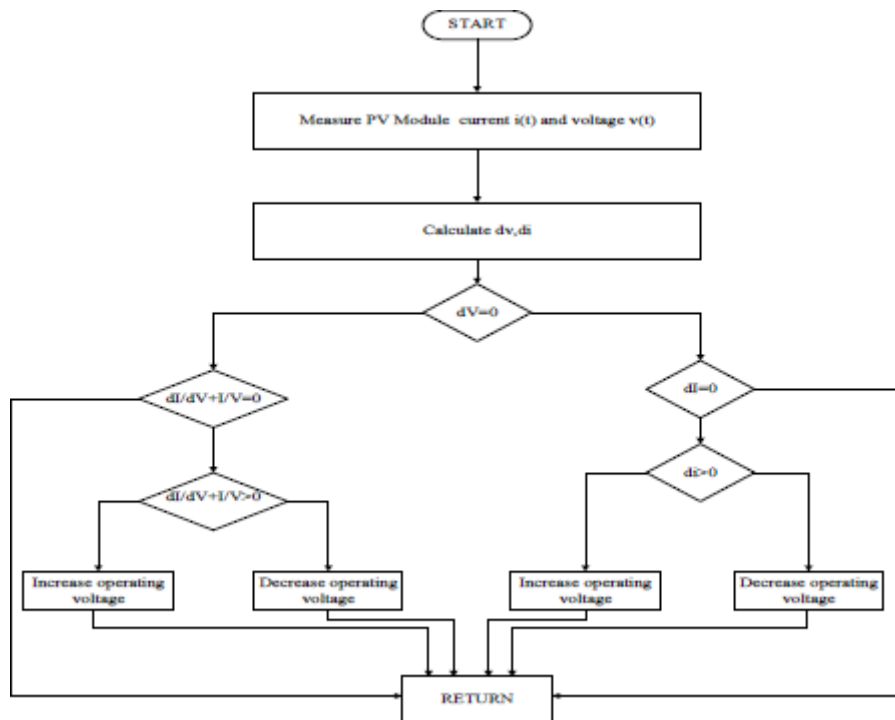 START
Measure PV Module current i(t) and voltage v(t)
Calculate dv,di
dV=0
dI/dV+I/V=0
dI=0
dI/dV+I/V>0
di>0
Increase operating
voltage
Decrease operating
voltage
Increase operating
voltage
Decrease operating
voltage
RETURN